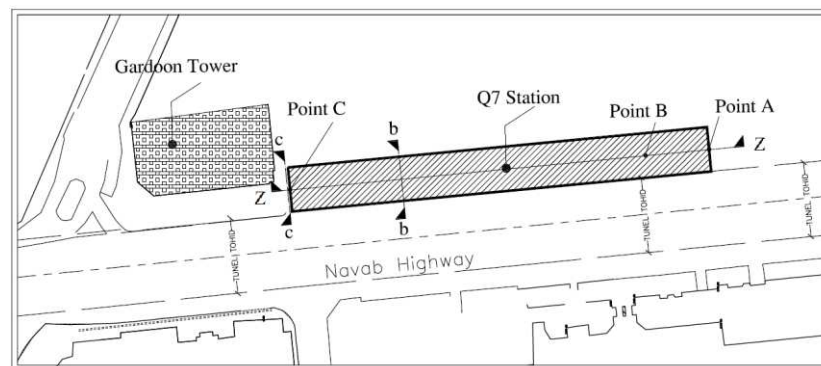 Gardoon Tower
Point C
Q7 Station
Point B
Point A
c
b
Z
Z
c
b
TUNEL TOHID
TUNEL TOHID
TUNEL TOHID
Navab Highway